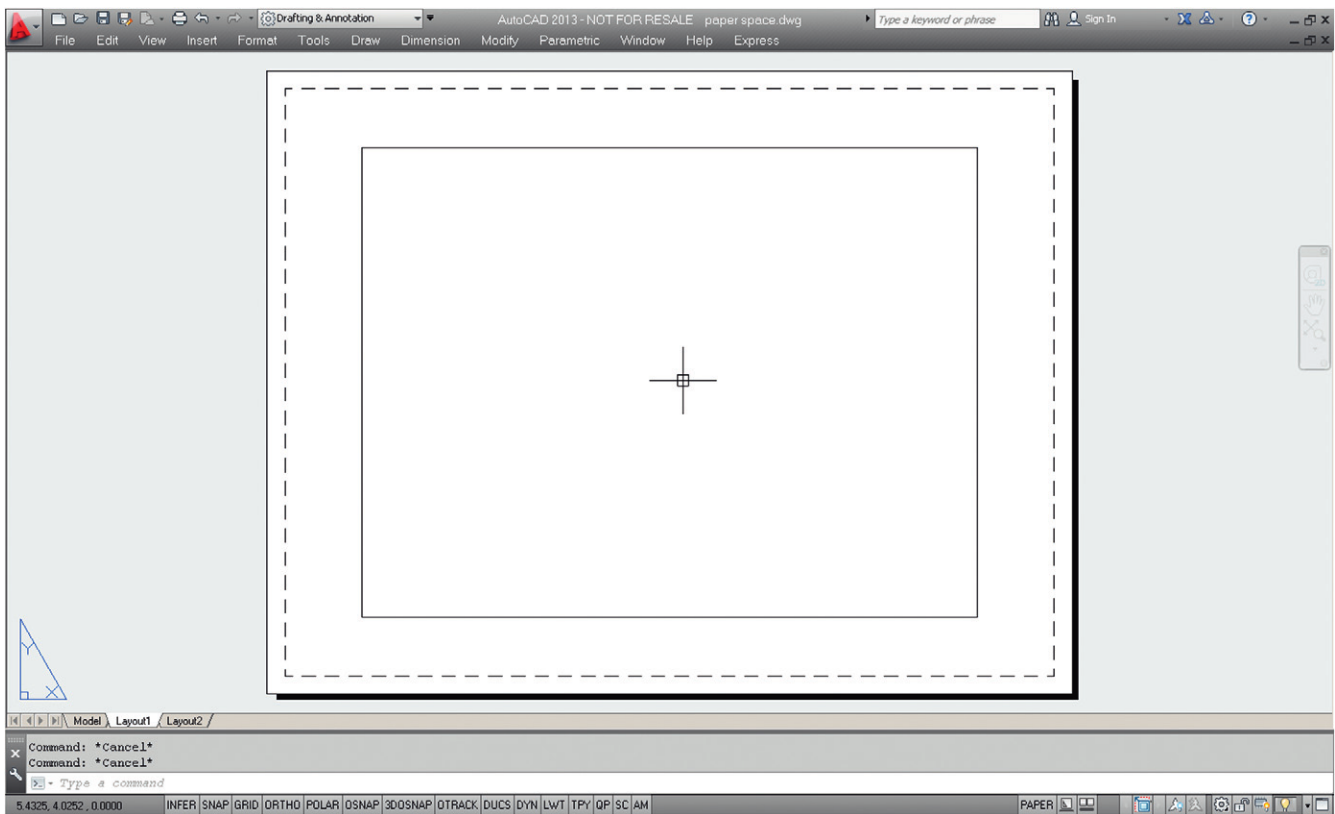 Drafting & Annotation AutoCAD 2013 - NOT FOR RESALE paper space.dwg Type a keyword or phrase Sign In
File Edit View Insert Format Tools Draw Dimension Modify Parametric Window Help Express
Y
X
Model Layout1 Layout2
Command: *Cancel*
Command: *Cancel*
Type a command
5.4325, 4.0252, 0.0000 INFER SNAP GRID ORTHO POLAR OSNAP 3DOSNAP OTRACK DUCS DYN LWT TPY QP SC AM PAPER